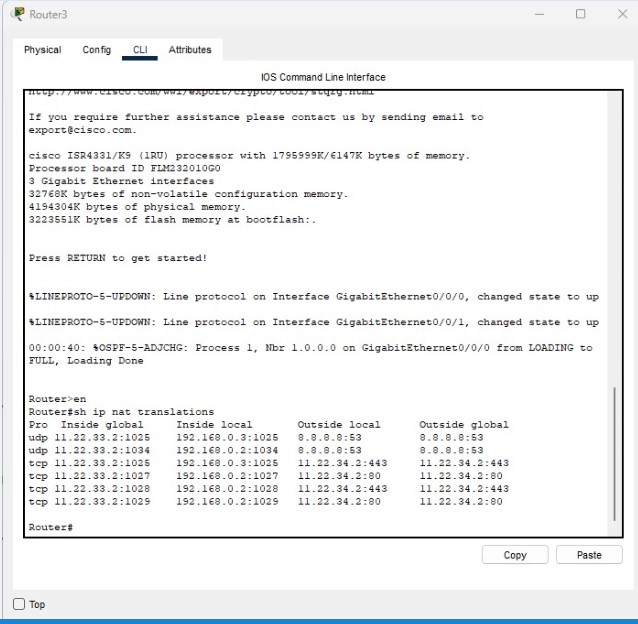 Router3
Physical Config CLI Attributes
IOS Command Line Interface
http://www.cisco.com/wwl/export/crypto/tool/stqrg.html
If you require further assistance please contact us by sending email to
export@cisco.com.
cisco ISR4331/K9 (1RU) processor with 1795999K/6147K bytes of memory.
Processor board ID FLM232010G0
3 Gigabit Ethernet interfaces
32768K bytes of non-volatile configuration memory.
4194304K bytes of physical memory.
3223551K bytes of flash memory at bootflash:.
Press RETURN to get started!
%LINEPROTO-5-UPDOWN: Line protocol on Interface GigabitEthernet0/0/0, changed state to up
%LINEPROTO-5-UPDOWN: Line protocol on Interface GigabitEthernet0/0/1, changed state to up
00:00:40: %OSPF-5-ADJCHG: Process 1, Nbr 1.0.0.0 on GigabitEthernet0/0/0 from LOADING to
FULL, Loading Done
Router>en
Router#sh ip nat translations
Pro Inside global Inside local Outside local Outside global
udp 11.22.33.2:1025 192.168.0.3:1025 8.8.8.8:53 8.8.8.8:53
udp 11.22.33.2:1034 192.168.0.2:1034 8.8.8.8:53 8.8.8.8:53
tcp 11.22.33.2:1025 192.168.0.3:1025 11.22.34.2:443 11.22.34.2:443
tcp 11.22.33.2:1027 192.168.0.2:1027 11.22.34.2:80 11.22.34.2:80
tcp 11.22.33.2:1028 192.168.0.2:1028 11.22.34.2:443 11.22.34.2:443
tcp 11.22.33.2:1029 192.168.0.2:1029 11.22.34.2:80 11.22.34.2:80
Router#
Copy Paste
Top